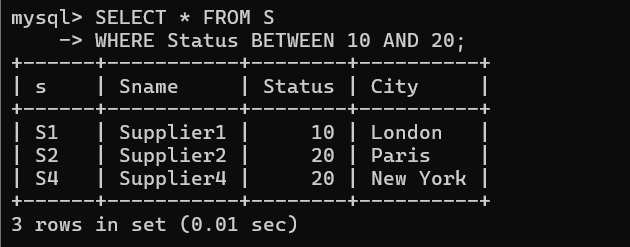 mysql> SELECT * FROM S
    -> WHERE Status BETWEEN 10 AND 20;
+------+-----------+--------+----------+
| s    | Sname     | Status | City     |
+------+-----------+--------+----------+
| S1   | Supplier1 |     10 | London   |
| S2   | Supplier2 |     20 | Paris    |
| S4   | Supplier4 |     20 | New York |
+------+-----------+--------+----------+
3 rows in set (0.01 sec)